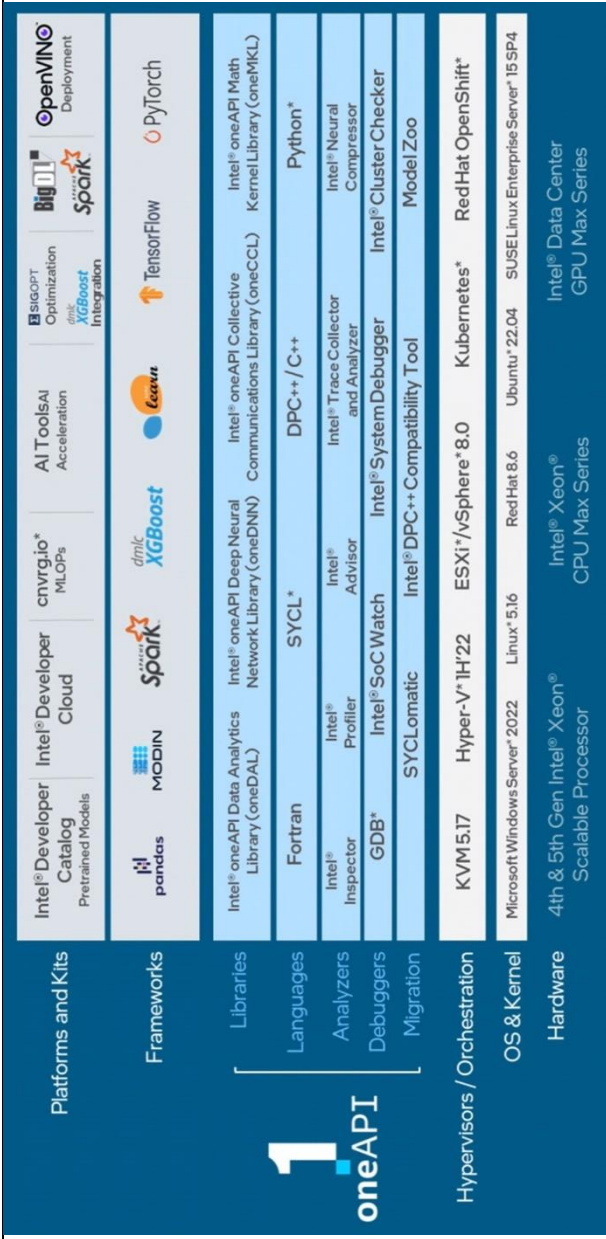 Platforms and Kits
Intel® Developer
Catalog
Pretrained Models
Intel® Developer
Cloud
cnvrg.io*
MLOPs
AI ToolsAI
Acceleration
SIGOPT
Optimization
dmlc
XGBoost
Integration
BigDL
APACHE
Spark
OpenVINO
Deployment
Frameworks
pandas
MODIN
APACHE
Spark
dmlc
XGBoost
learn
TensorFlow
PyTorch
oneAPI
Libraries
Intel® oneAPI Data Analytics
Library (oneDAL)
Intel® oneAPI Deep Neural
Network Library (oneDNN)
Intel® oneAPI Collective
Communications Library (oneCCL)
Intel® oneAPI Math
Kernel Library (oneMKL)
Languages
Fortran
SYCL*
DPC++/ C++
Python*
Analyzers
Intel®
Inspector
Intel®
Profiler
Intel®
Advisor
Intel® Trace Collector
and Analyzer
Intel® Neural
Compressor
Debuggers
GDB*
Intel® SoC Watch
Intel® System Debugger
Intel® Cluster Checker
Migration
SYCLomatic
Intel® DPC++ Compatibility Tool
Model Zoo
Hypervisors / Orchestration
KVM 5.17
Hyper-V* 1H'22
ESXi*/vSphere* 8.0
Kubernetes*
RedHat OpenShift*
OS & Kernel
Microsoft Windows Server* 2022
Linux* 5.16
Red Hat 8.6
Ubuntu* 22.04
SUSE Linux Enterprise Server* 15 SP4
Hardware
4th & 5th Gen Intel® Xeon®
Scalable Processor
Intel® Xeon®
CPU Max Series
Intel® Data Center
GPU Max Series